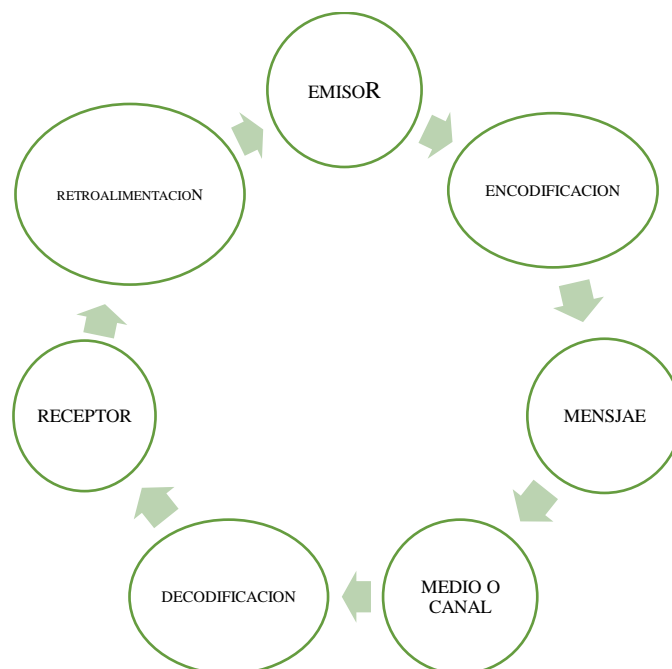 EMISOR
ENCODIFICACION
MENSJAE
MEDIO O
CANAL
DECODIFICACION
RECEPTOR
RETROALIMENTACION